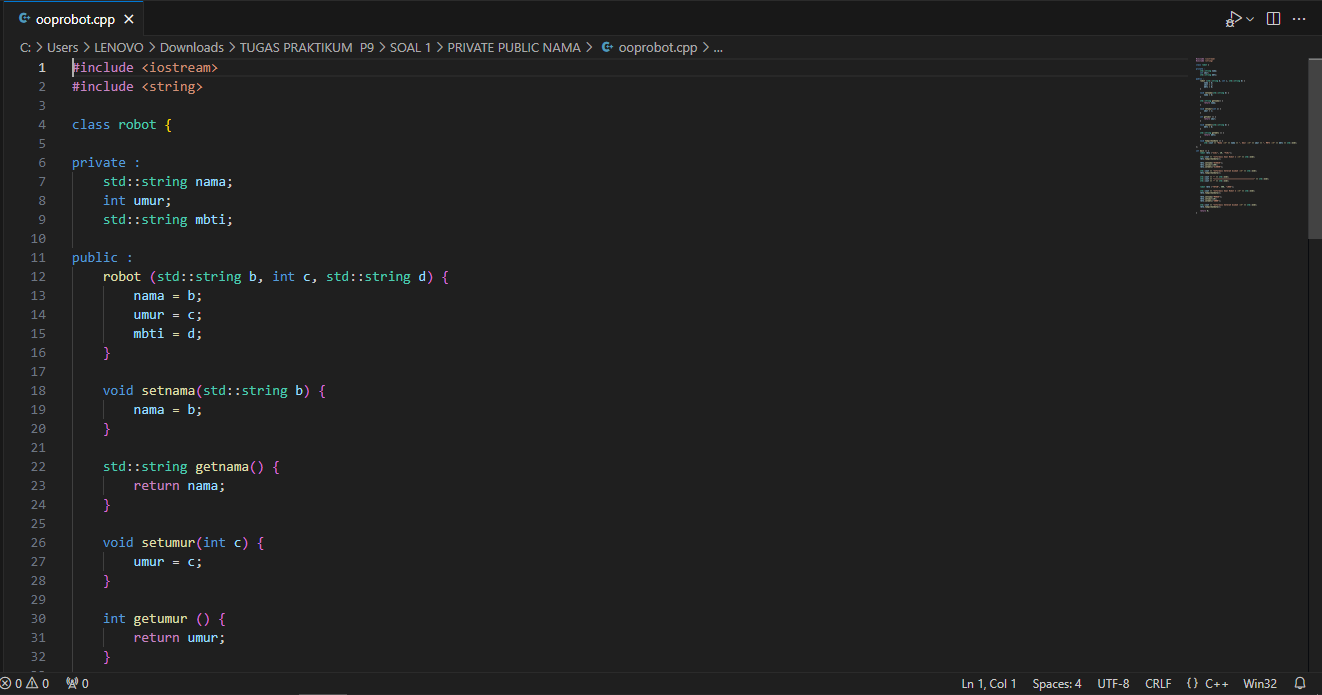 ooprobot.cpp
C: > Users > LENOVO > Downloads > TUGAS PRAKTIKUM P9 > SOAL 1 > PRIVATE PUBLIC NAMA > ooprobot.cpp > ...
1 #include <iostream>
2 #include <string>
3
4 class robot {
5
6 private :
7     std::string nama;
8     int umur;
9     std::string mbti;
10
11 public :
12     robot (std::string b, int c, std::string d) {
13         nama = b;
14         umur = c;
15         mbti = d;
16     }
17
18     void setnama(std::string b) {
19         nama = b;
20     }
21
22     std::string getnama() {
23         return nama;
24     }
25
26     void setumur(int c) {
27         umur = c;
28     }
29
30     int getumur () {
31         return umur;
32     }
0 0 0 Ln 1, Col 1 Spaces: 4 UTF-8 CRLF {} C++ Win32